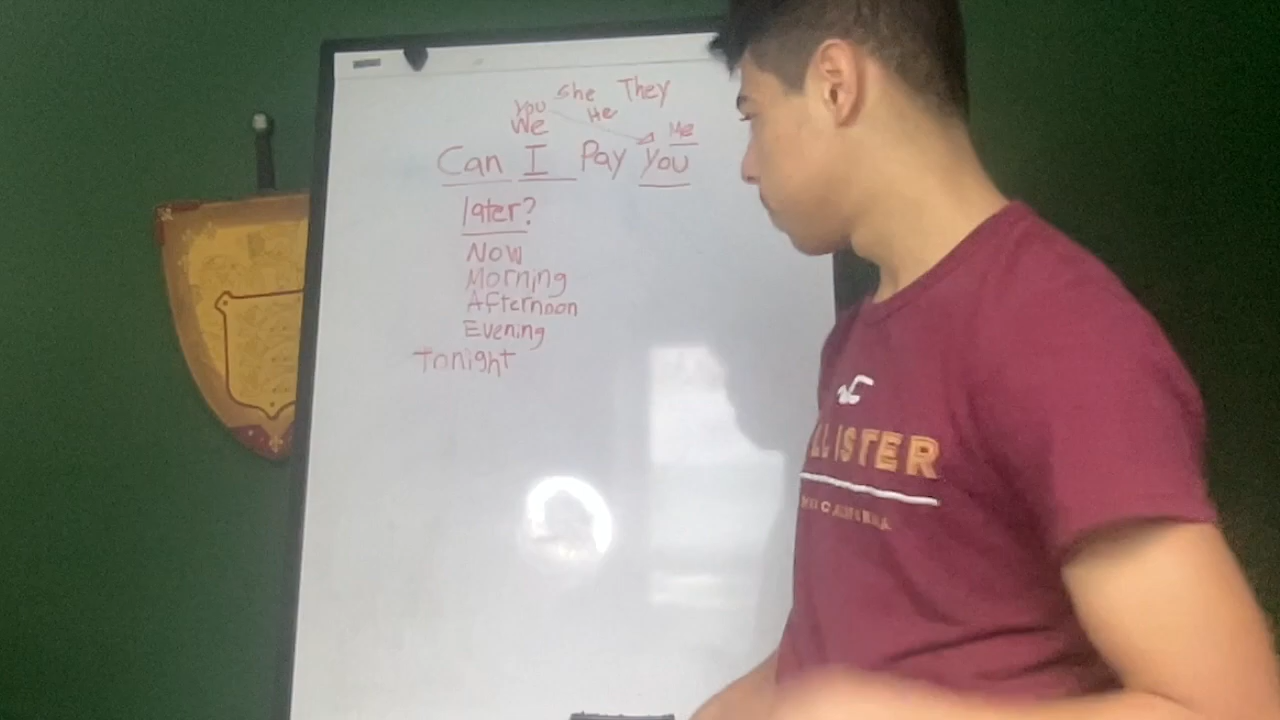 She They
You He
We Me
Can I Pay you
later?
Now
Morning
Afternoon
Evening
Tonight
LLISTER